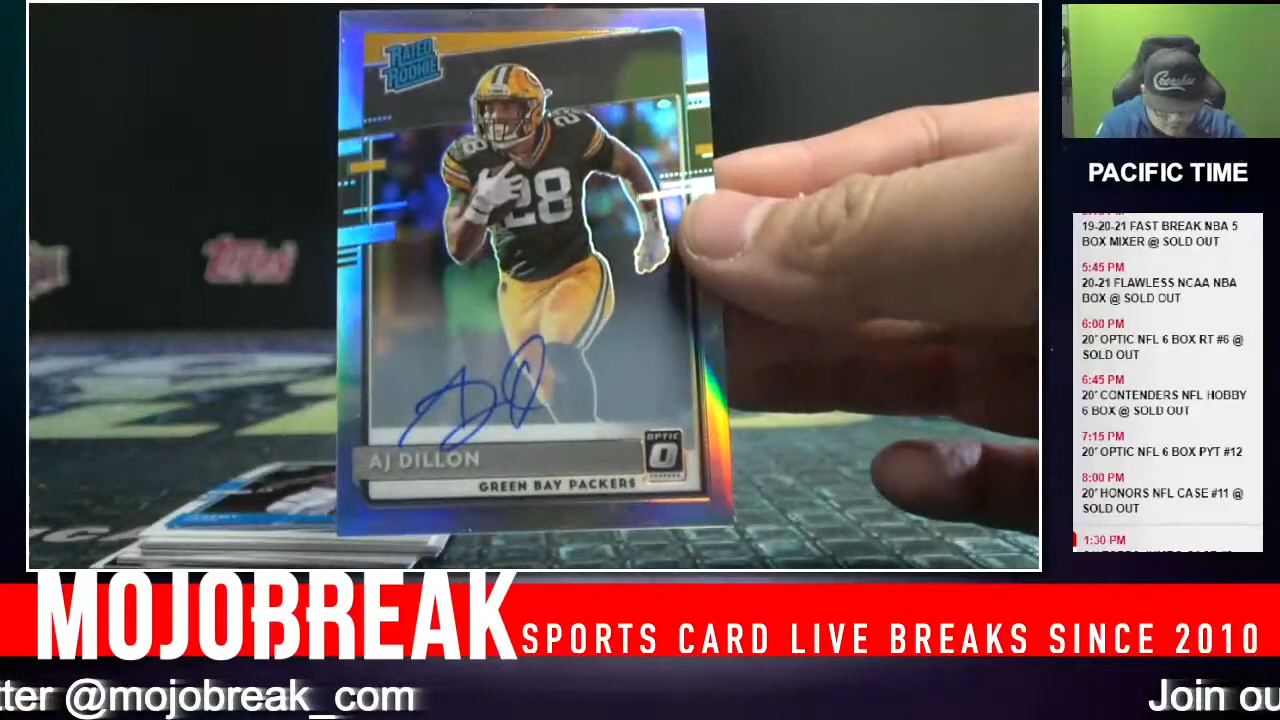 RATED
ROOKIE
28
28
28
AJ DILLON
OPTIC
GREEN BAY PACKERS
Topps
PACIFIC TIME
19-20-21 FAST BREAK NBA 5
BOX MIXER @ SOLD OUT
5:45 PM
20-21 FLAWLESS NCAA NBA
BOX @ SOLD OUT
6:00 PM
20' OPTIC NFL 6 BOX RT #6 @
SOLD OUT
6:45 PM
20' CONTENDERS NFL HOBBY
6 BOX @ SOLD OUT
7:15 PM
20' OPTIC NFL 6 BOX PYT #12
8:00 PM
20' HONORS NFL CASE #11 @
SOLD OUT
1:30 PM
MOJOBREAK
SPORTS CARD LIVE BREAKS SINCE 2010
tter @mojobreak_com
Join ou